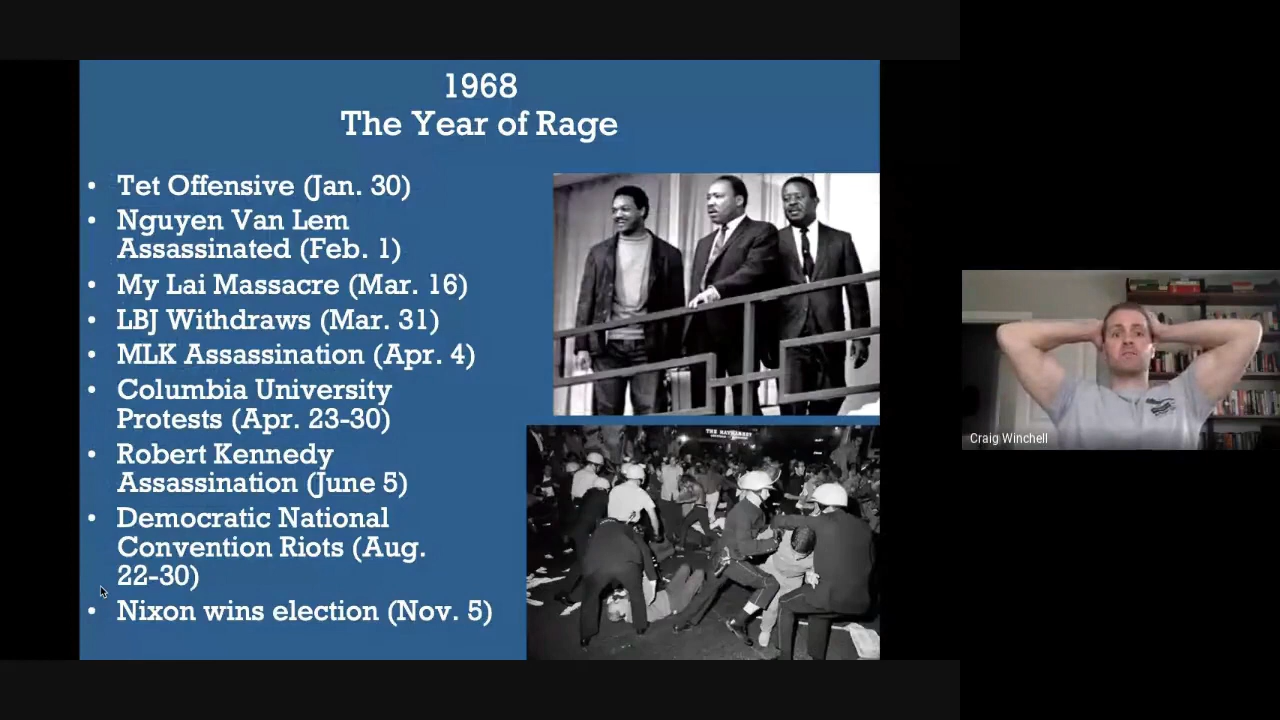 1968
The Year of Rage
• Tet Offensive (Jan. 30)
• Nguyen Van Lem
Assassinated (Feb. 1)
• My Lai Massacre (Mar. 16)
• LBJ Withdraws (Mar. 31)
• MLK Assassination (Apr. 4)
• Columbia University
Protests (Apr. 23-30)
• Robert Kennedy
Assassination (June 5)
• Democratic National
Convention Riots (Aug.
22-30)
• Nixon wins election (Nov. 5)
THE HAYMARKET
Craig Winchell